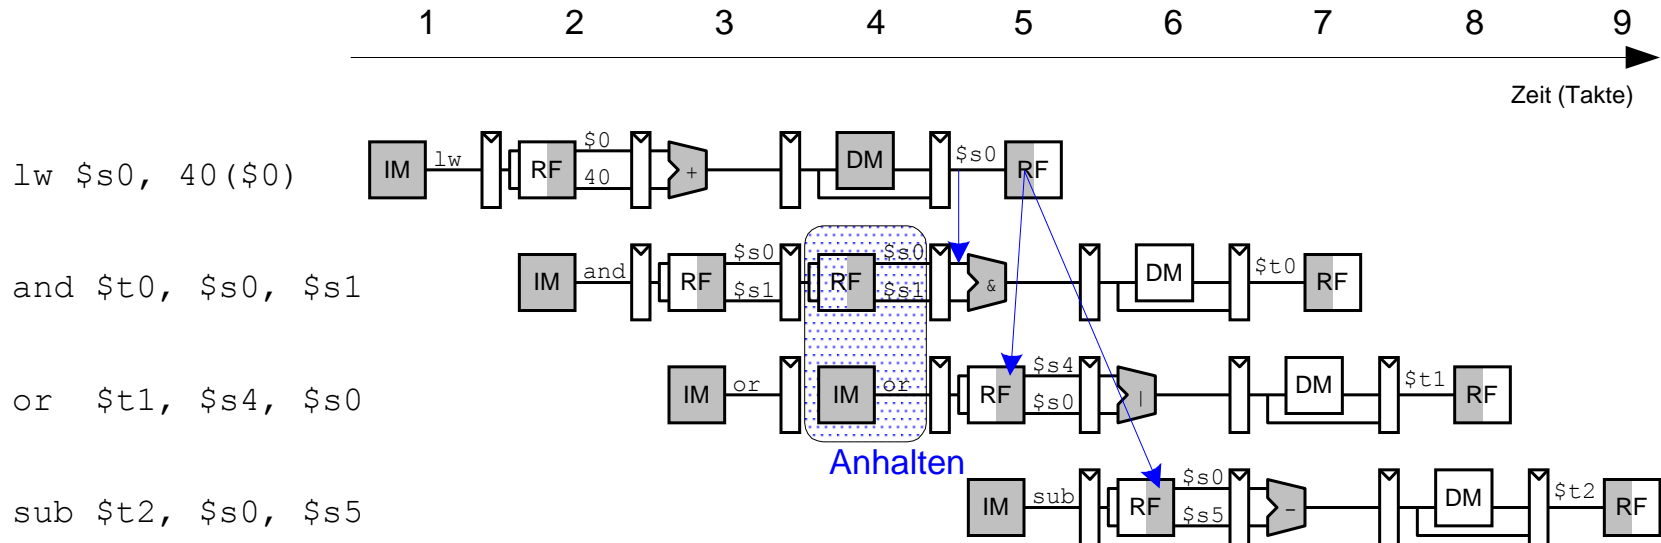 1 2 3 4 5 6 7 8 9
Zeit (Takte)
lw $s0, 40($0) IM lw RF $0 40 + DM $s0 RF
and $t0, $s0, $s1 IM and RF $s0 $s1 RF $s0 $s1 & DM $t0 RF
or $t1, $s4, $s0 IM or IM or RF $s4 $s0 | DM $t1 RF
Anhalten
sub $t2, $s0, $s5 IM sub RF $s0 $s5 - DM $t2 RF